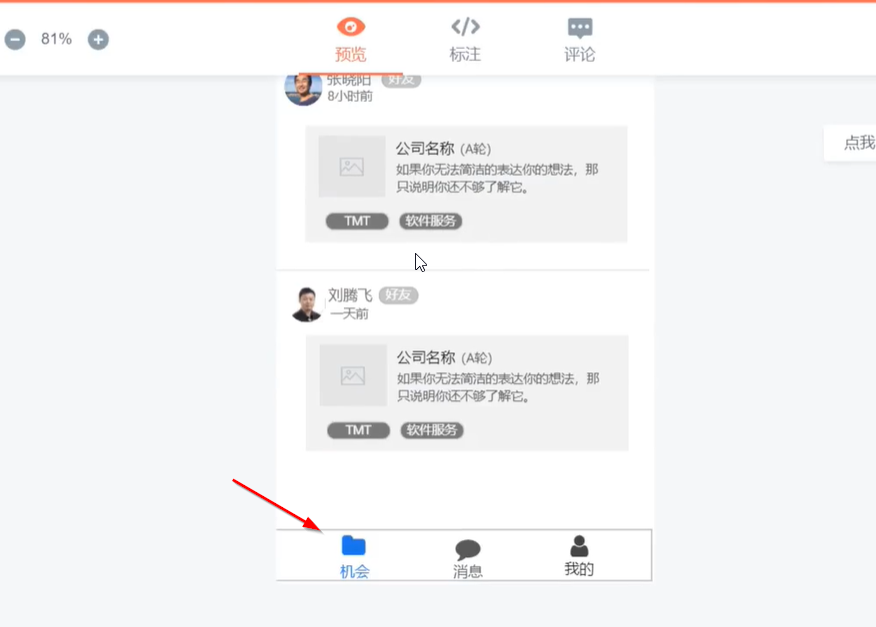 81%
预览
标注
评论
张晓阳 好友
8小时前
点我
公司名称 (A轮)
如果你无法简洁的表达你的想法，那
只说明你还不够了解它。
TMT 软件服务
刘腾飞 好友
一天前
公司名称 (A轮)
如果你无法简洁的表达你的想法，那
只说明你还不够了解它。
TMT 软件服务
机会
消息
我的